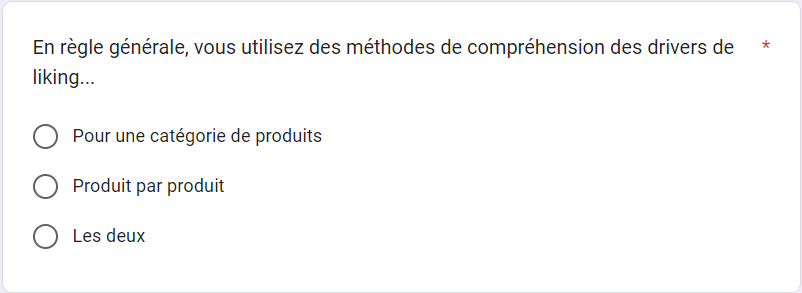 En règle générale, vous utilisez des méthodes de compréhension des drivers de *
liking...
Pour une catégorie de produits
Produit par produit
Les deux